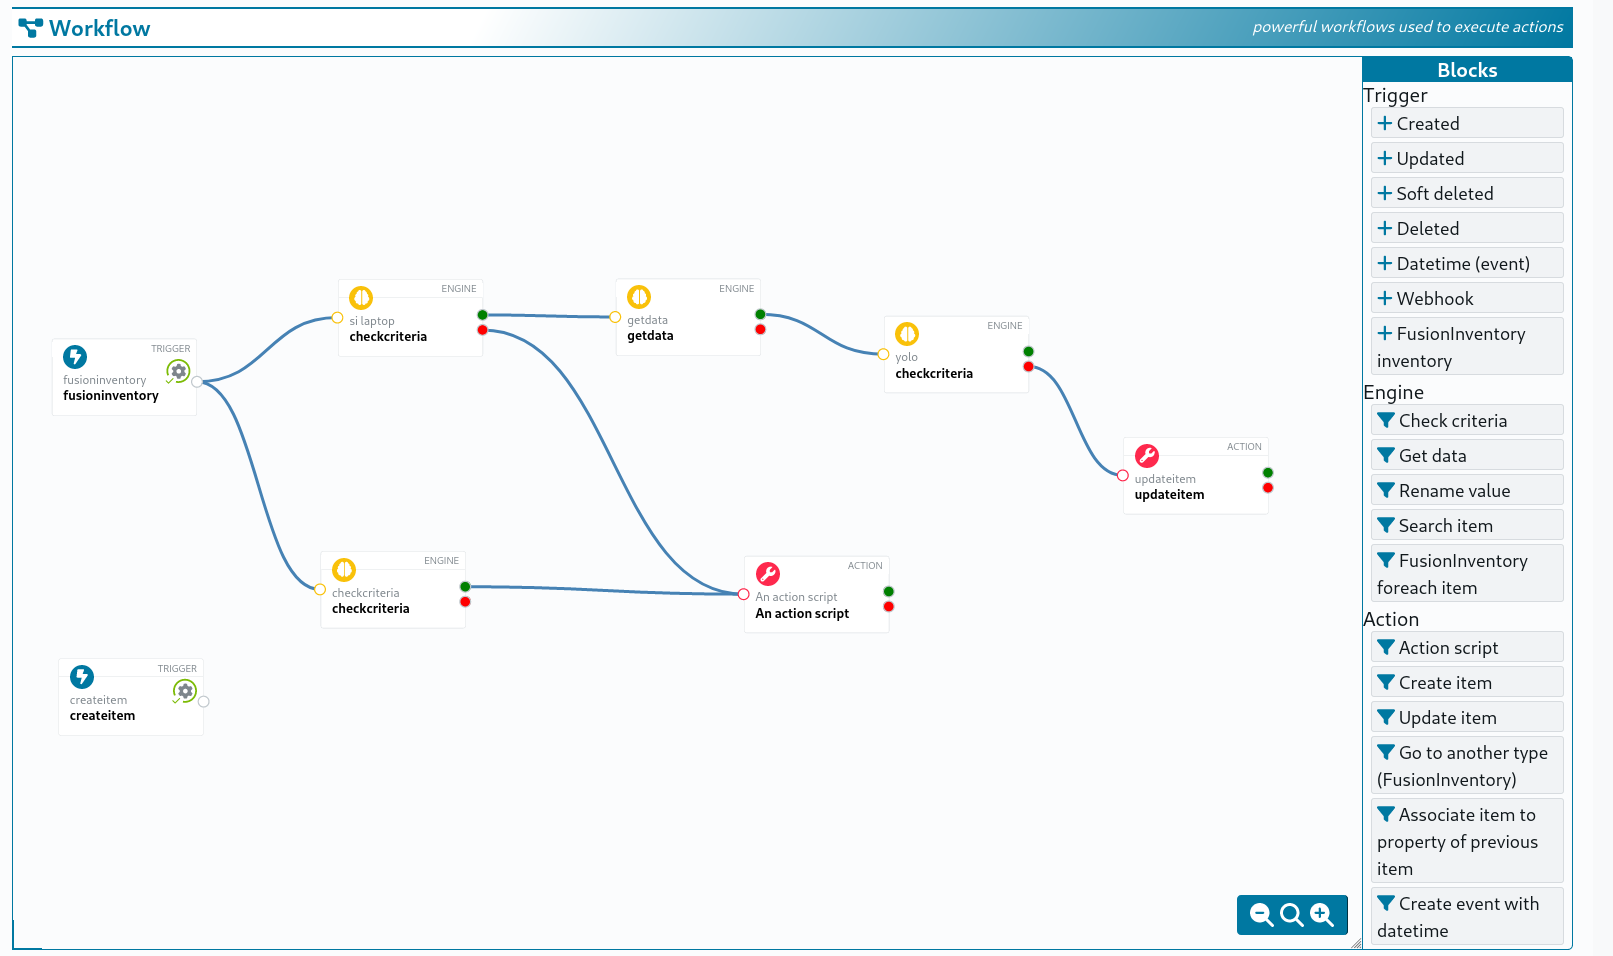 Workflow
powerful workflows used to execute actions
ENGINE
si laptop
checkcriteria
ENGINE
getdata
getdata
ENGINE
yolo
checkcriteria
TRIGGER
fusioninventory
fusioninventory
ACTION
updateitem
updateitem
ENGINE
checkcriteria
checkcriteria
ACTION
An action script
An action script
TRIGGER
createitem
createitem
Blocks
Trigger
Created
Updated
Soft deleted
Deleted
Datetime (event)
Webhook
FusionInventory
inventory
Engine
Check criteria
Get data
Rename value
Search item
FusionInventory
foreach item
Action
Action script
Create item
Update item
Go to another type
(FusionInventory)
Associate item to
property of previous
item
Create event with
datetime